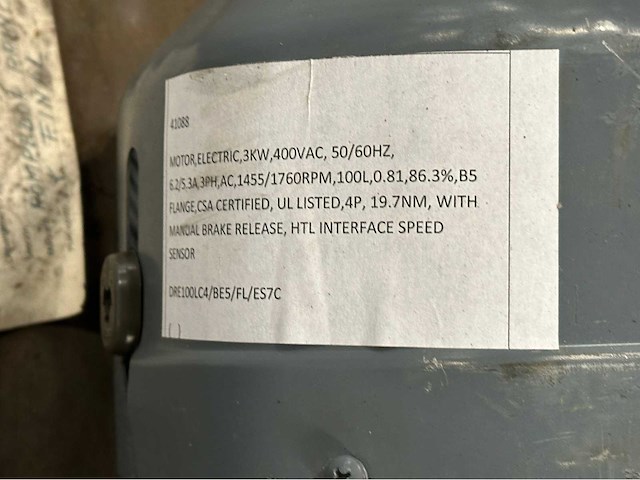 41088
MOTOR,ELECTRIC,3KW,400VAC, 50/60HZ,
6.2/5.3A,3PH,AC,1455/1760RPM,100L,0.81,86.3%,B5
FLANGE,CSA CERTIFIED, UL LISTED,4P, 19.7NM, WITH
MANUAL BRAKE RELEASE, HTL INTERFACE SPEED
SENSOR
DRE100LC4/BE5/FL/ES7C